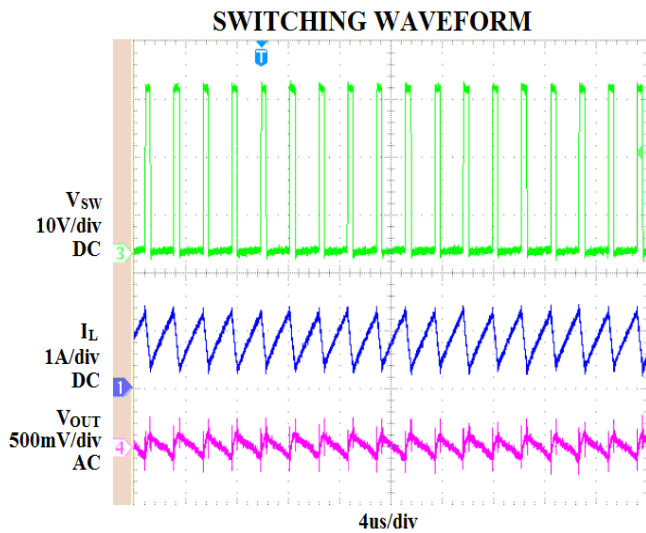 SWITCHING WAVEFORM
T
VSW
10V/div
DC
3
IL
1A/div
DC
1
VOUT
500mV/div
AC
4
4us/div